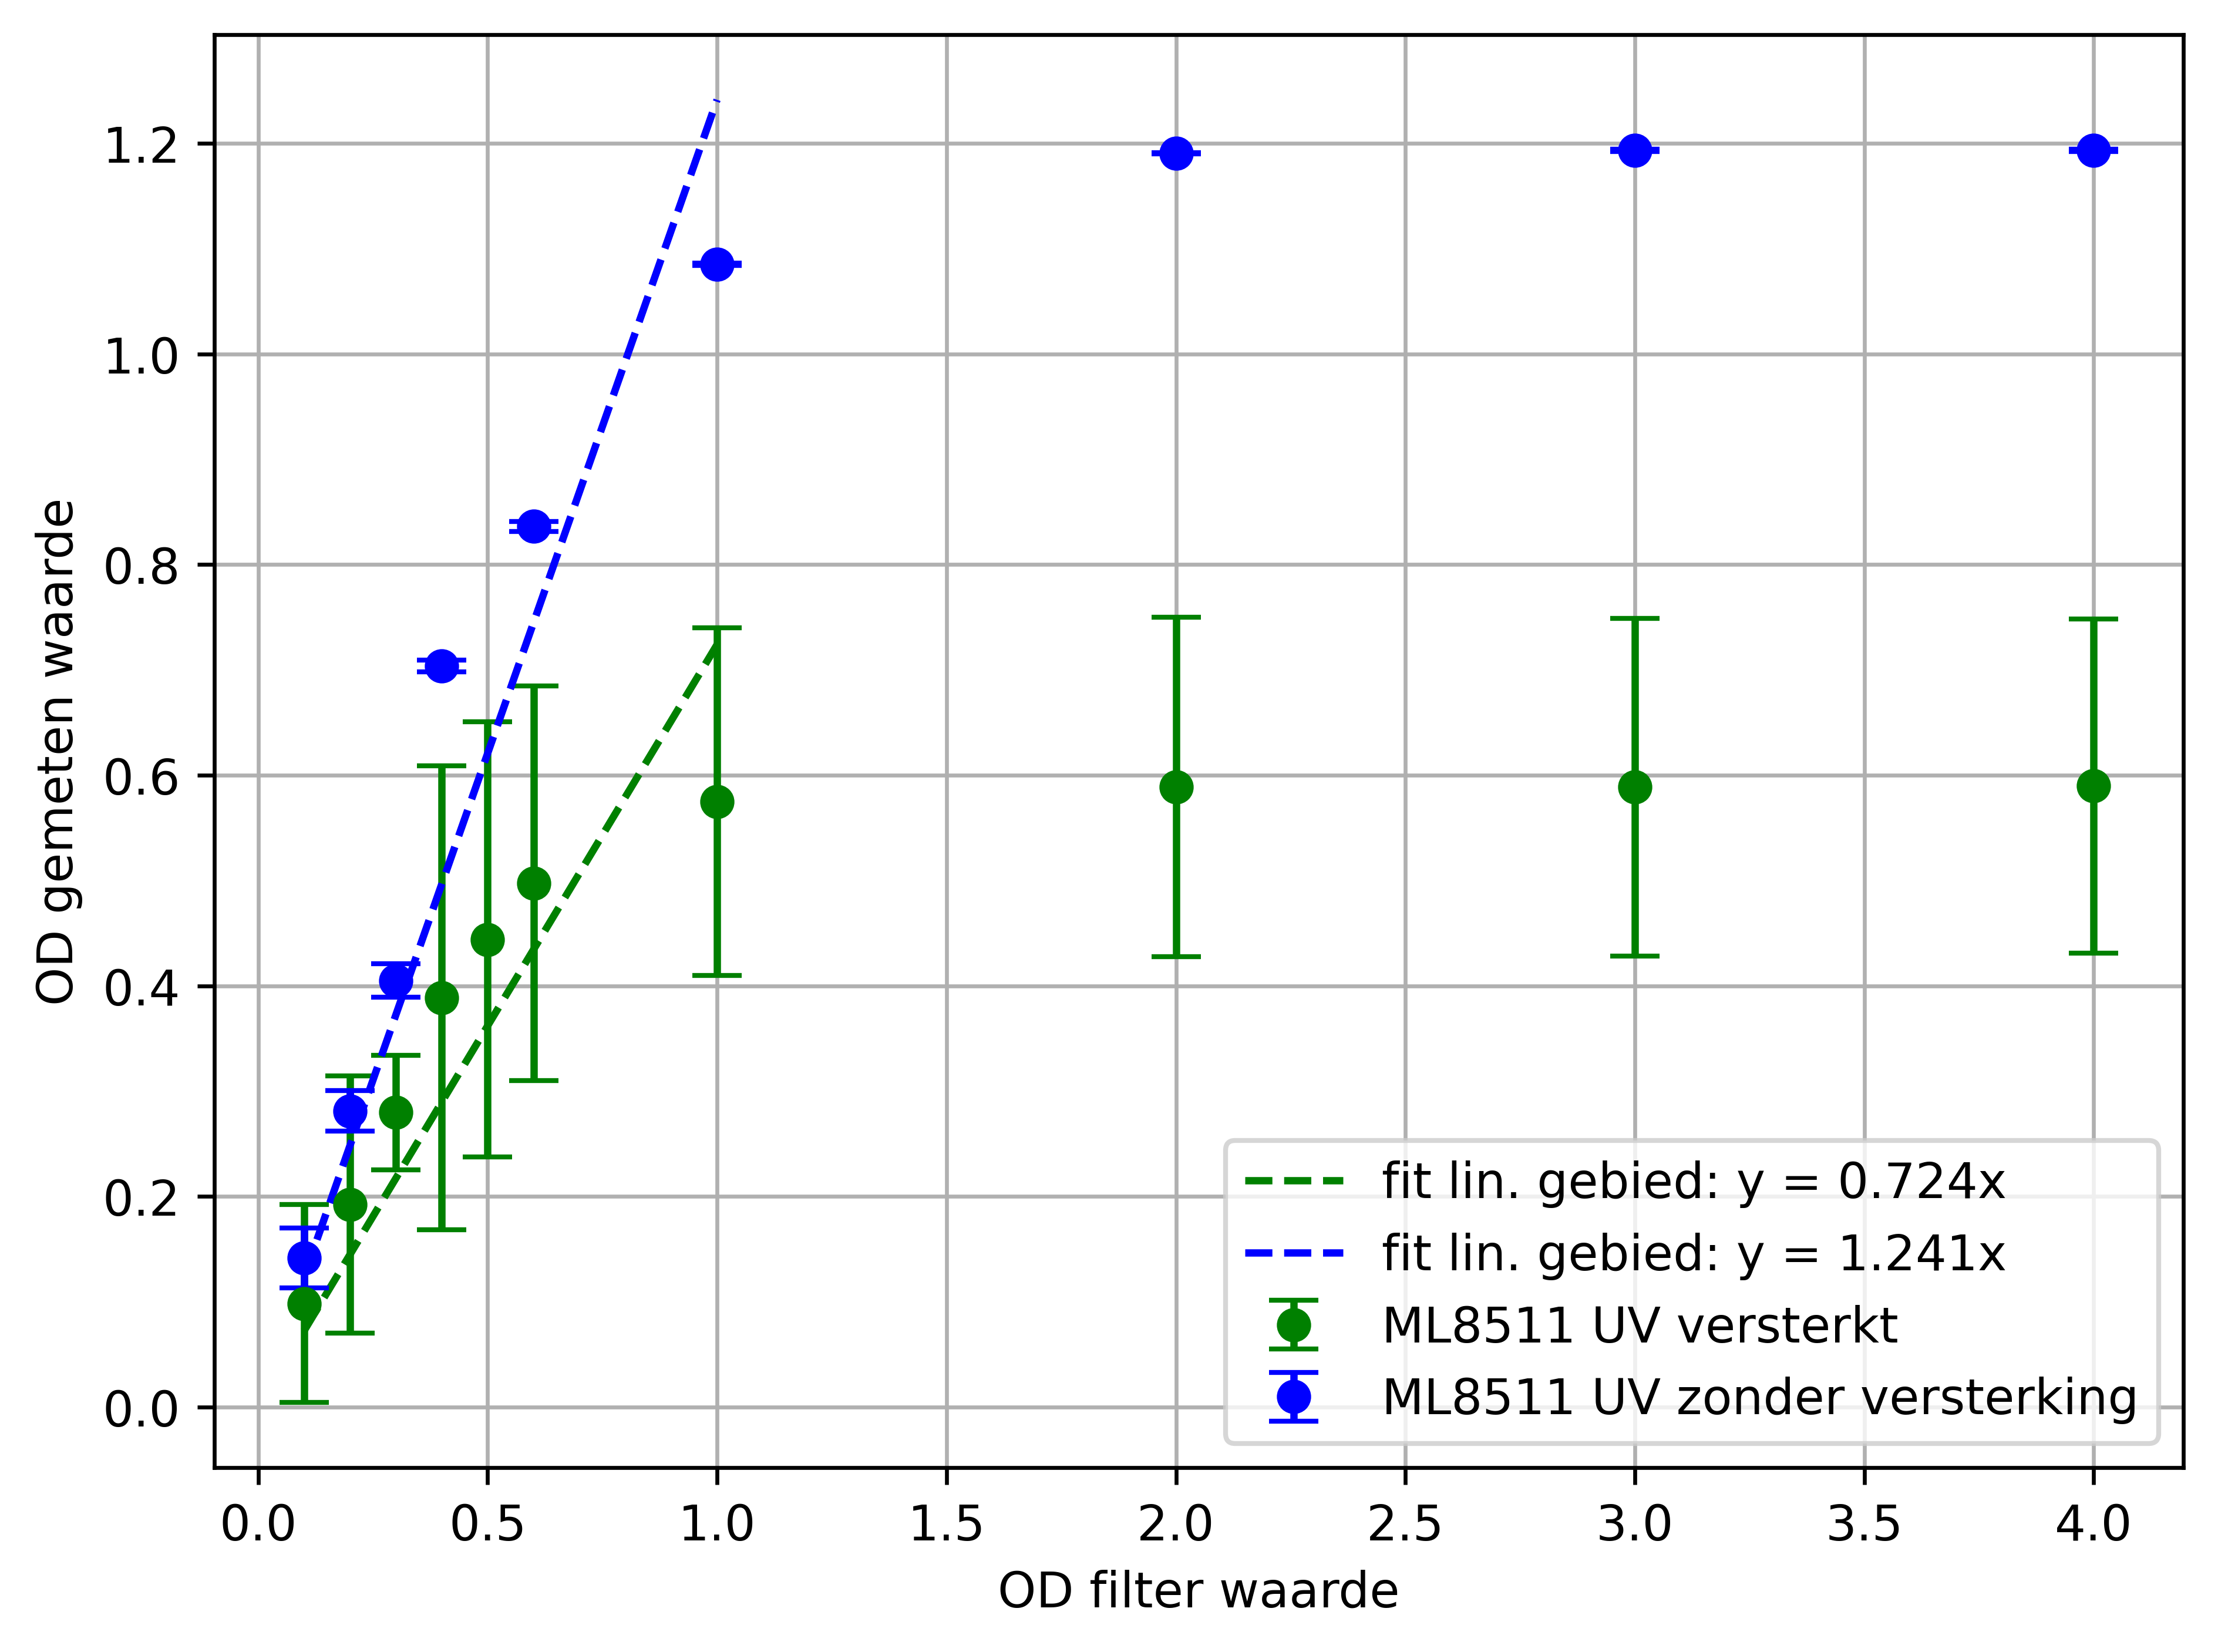 1.2
1.0
0.8
0.6
0.4
0.2
0.0
OD gemeten waarde
fit lin. gebied: y = 0.724x
fit lin. gebied: y = 1.241x
ML8511 UV versterkt
ML8511 UV zonder versterking
0.0 0.5 1.0 1.5 2.0 2.5 3.0 3.5 4.0
OD filter waarde